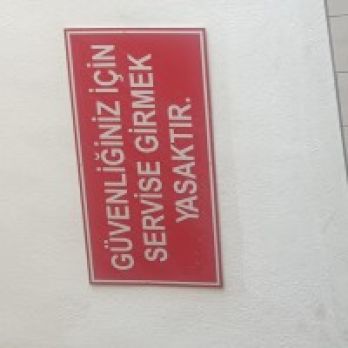 GÜVENLİĞİNİZ İÇİN
SERVİSE GİRMEK
YASAKTIR.